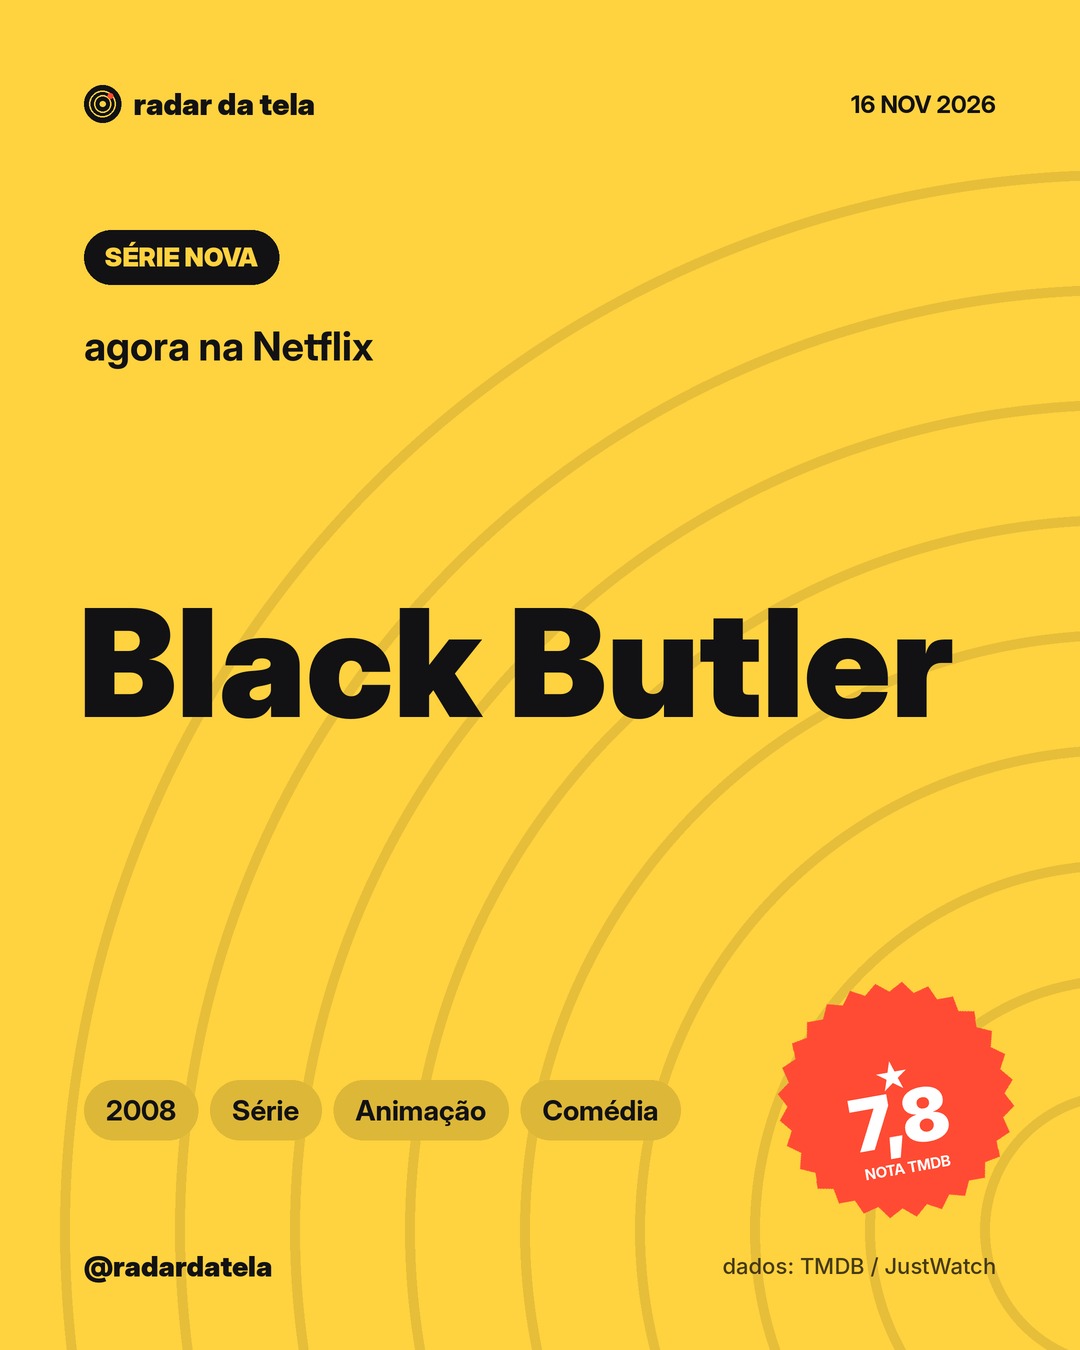 radar da tela
16 NOV 2026
SÉRIE NOVA
agora na Netflix
Black Butler
2008
Série
Animação
Comédia
7,8
NOTA TMDB
@radardatela
dados: TMDB / JustWatch